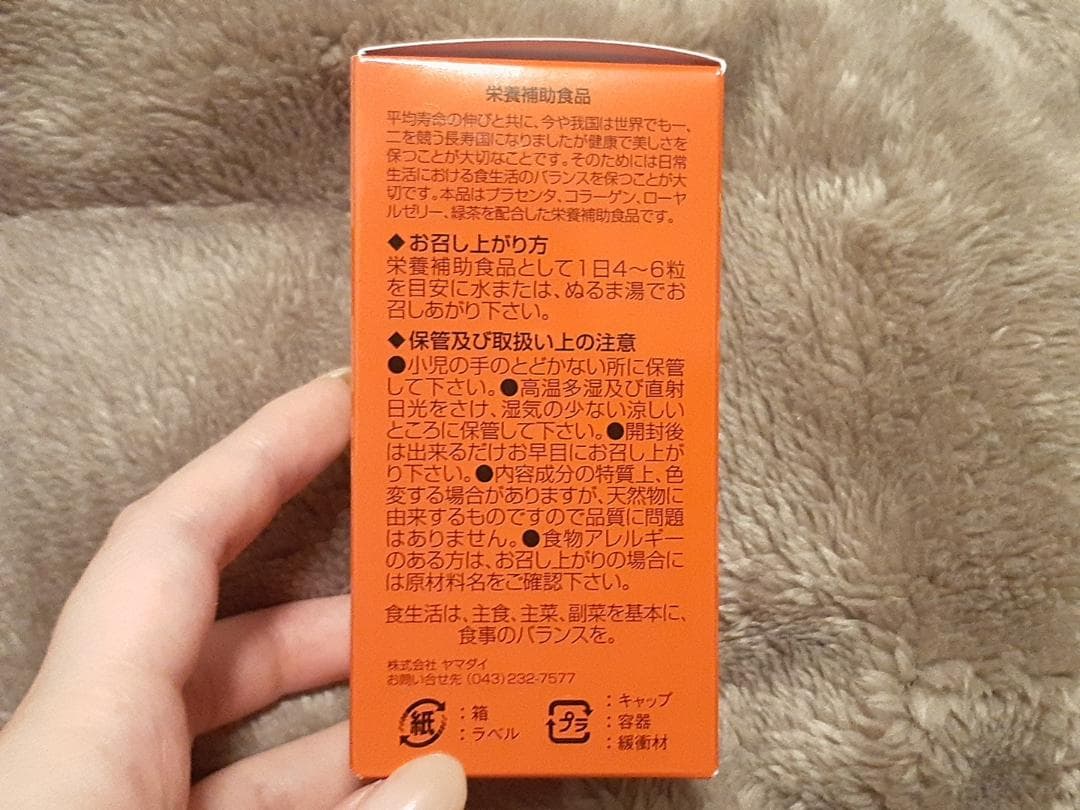 栄養補助食品
平均寿命の伸びと共に、今や我国は世界でも一、
二を競う長寿国になりましたが健康で美しさを
保つことが大切なことです。そのためには日常
生活における食生活のバランスを保つことが大
切です。本品はプラセンタ、コラーゲン、ローヤ
ルゼリー、緑茶を配合した栄養補助食品です。
◆お召し上がり方
栄養補助食品として1日4〜6粒
を目安に水または、ぬるま湯でお
召しあがり下さい。
◆保管及び取扱い上の注意
●小児の手のとどかない所に保管
して下さい。●高温多湿及び直射
日光をさけ、湿気の少ない涼しい
ところに保管して下さい。●開封後
は出来るだけお早目にお召し上が
り下さい。●内容成分の特質上、色
変する場合がありますが、天然物に
由来するものですので品質に問題
はありません。●食物アレルギー
のある方は、お召し上がりの場合に
は原材料名をご確認下さい。
食生活は、主食、主菜、副菜を基本に、
食事のバランスを。
株式会社 ヤマダイ
お問い合せ先(043)232-7577
紙 :箱
:ラベル
プラ :キャップ
:容器
:緩衝材